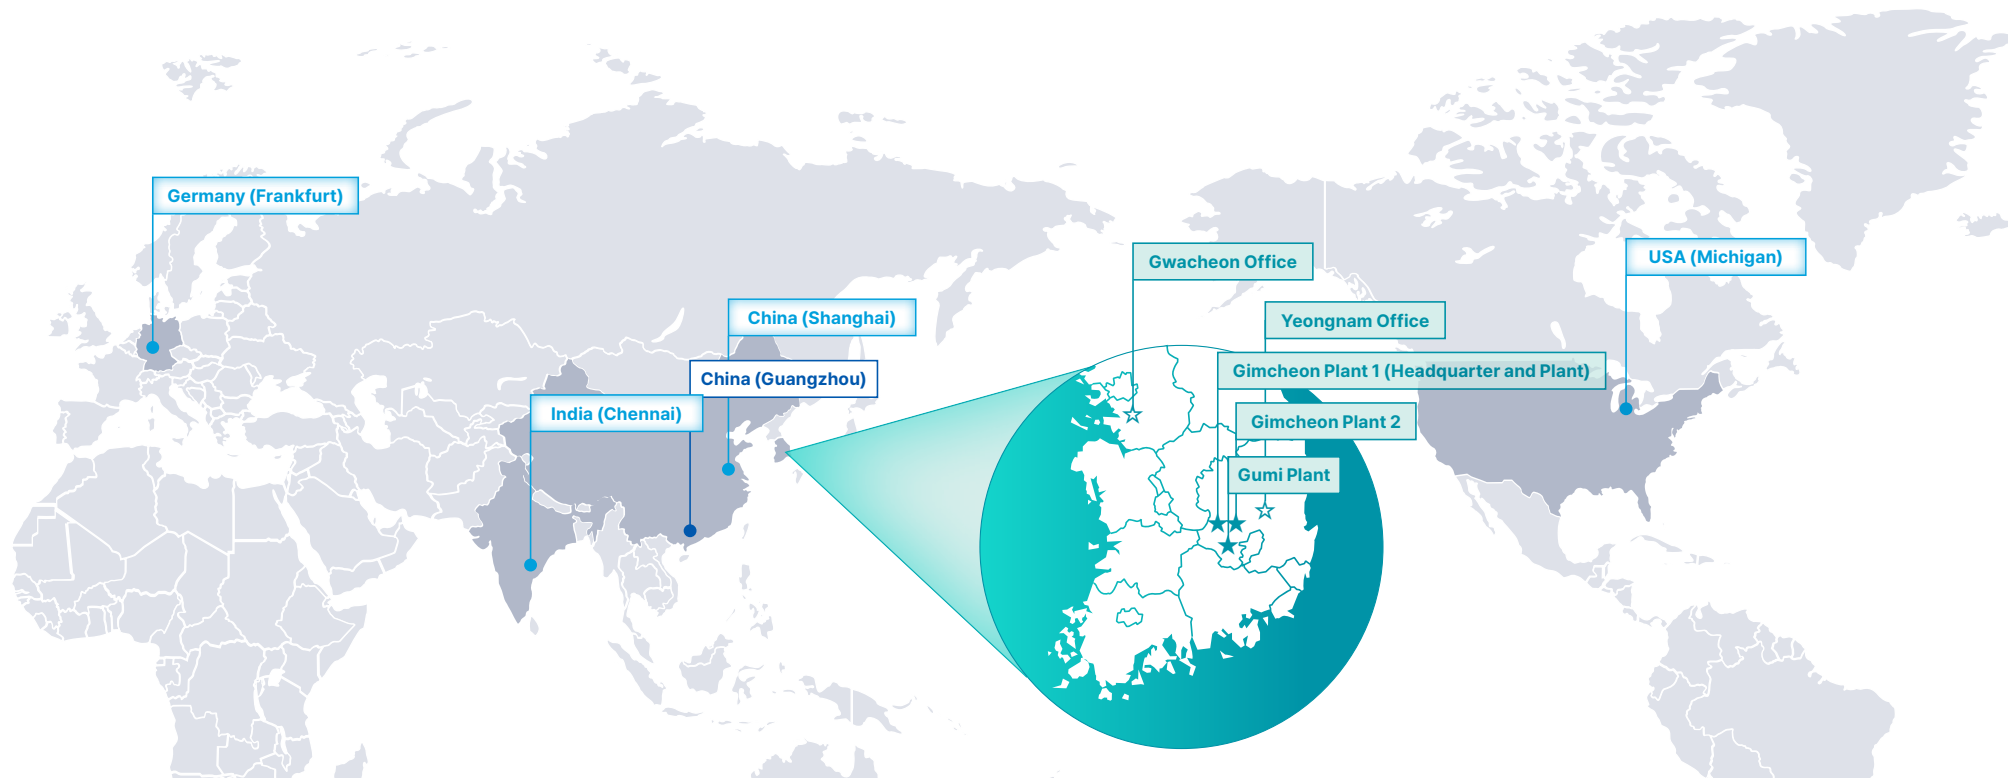 Germany (Frankfurt)
USA (Michigan)
Gwacheon Office
China (Shanghai)
Yeongnam Office
China (Guangzhou)
Gimcheon Plant 1 (Headquarter and Plant)
India (Chennai)
Gimcheon Plant 2
Gumi Plant